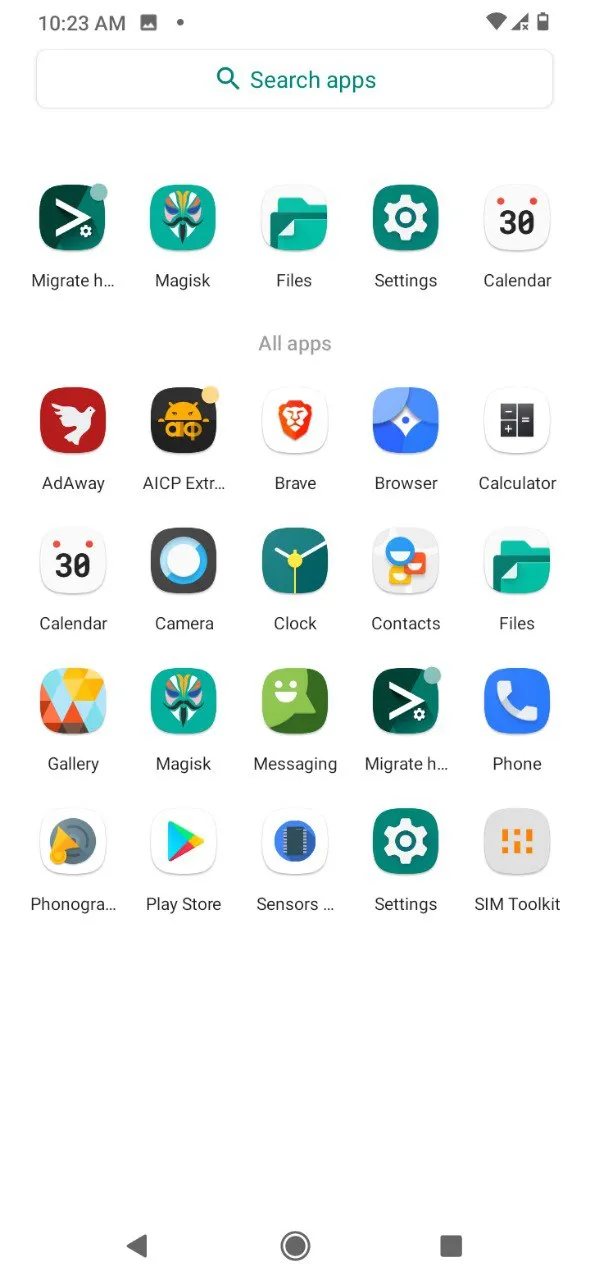 10:23 AM
Search apps
Migrate h...
Magisk
Files
Settings
30
Calendar
All apps
AdAway
aicp
AICP Extr...
Brave
Browser
Calculator
30
Calendar
Camera
Clock
Contacts
Files
Gallery
Magisk
Messaging
Migrate h...
Phone
Phonogra...
Play Store
Sensors ...
Settings
SIM Toolkit